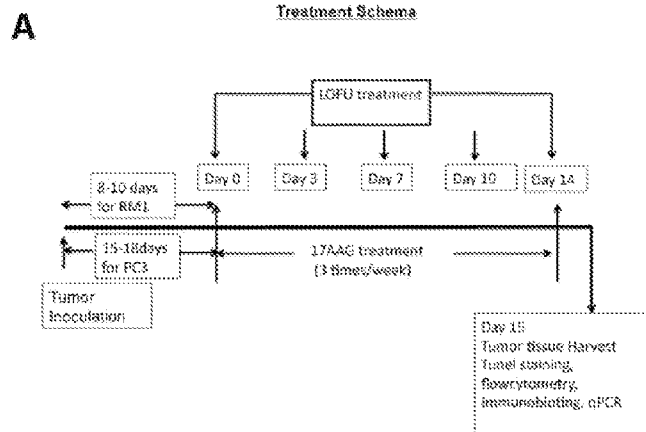 Treatment Schema
A
LOFU treatment
Day 0
Day 3
Day 7
Day 10
Day 14
8-10 days
for RM1
15-18days
for PC3
17AAG treatment
(3 times/week)
Tumor
Inoculation
Day 15
Tumor tissue Harvest
Tunel staining,
flowcytometry,
immunobloting, qPCR